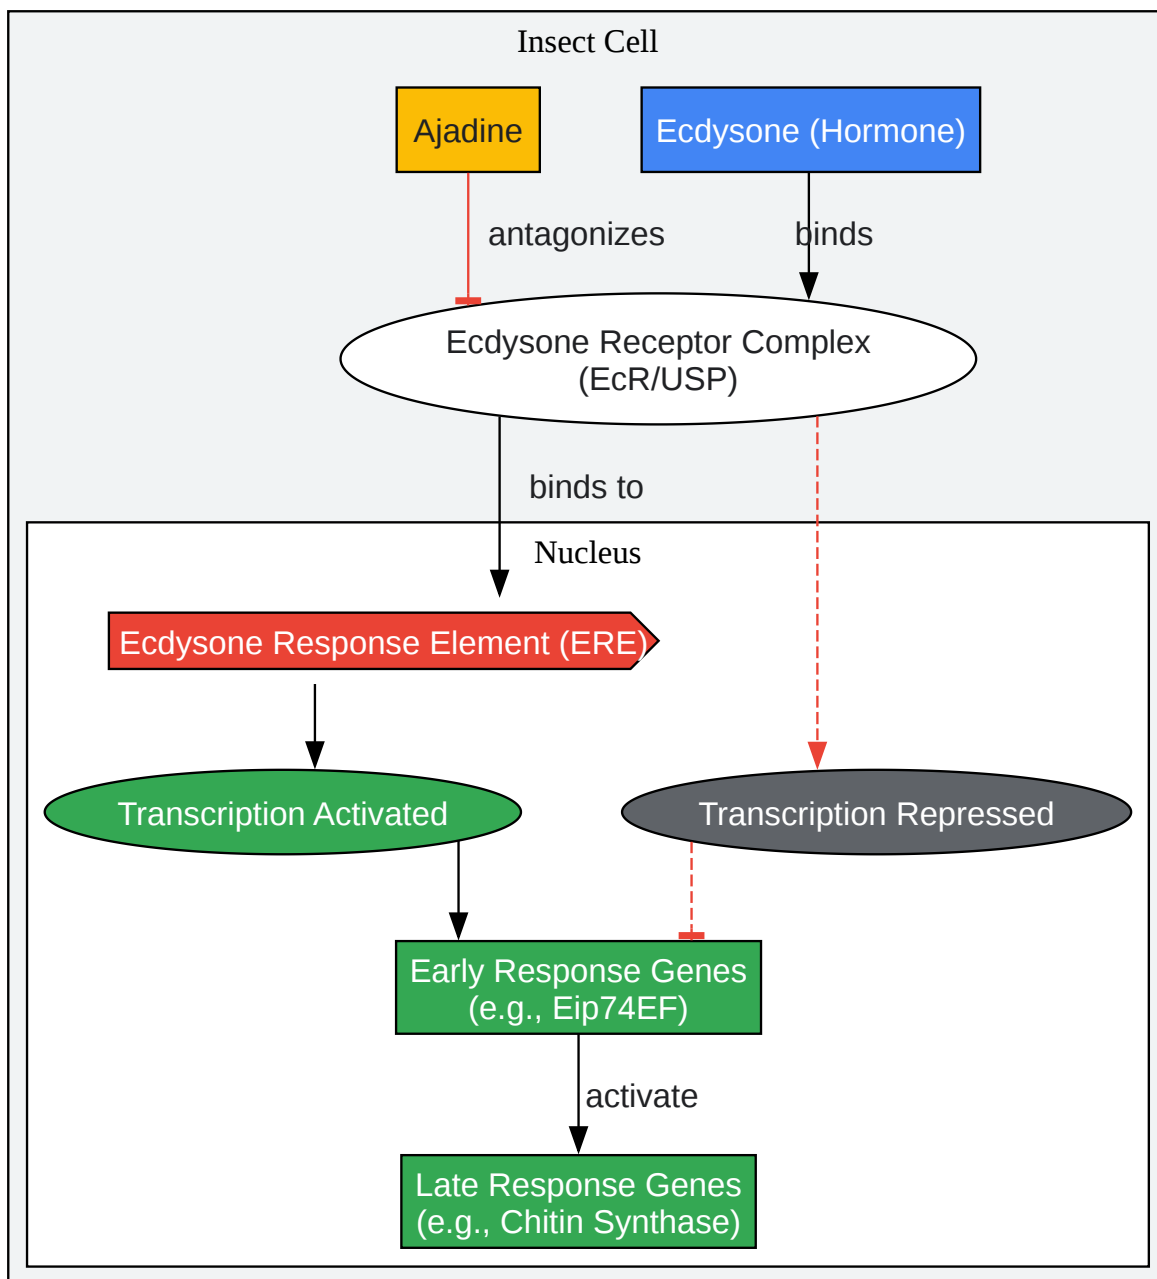 Insect Cell
Ajadine
Ecdysone (Hormone)
antagonizes
binds
Ecdysone Receptor Complex
(EcR/USP)
binds to
Nucleus
Ecdysone Response Element (ERE)
Transcription Activated
Transcription Repressed
Early Response Genes
(e.g., Eip74EF)
activate
Late Response Genes
(e.g., Chitin Synthase)